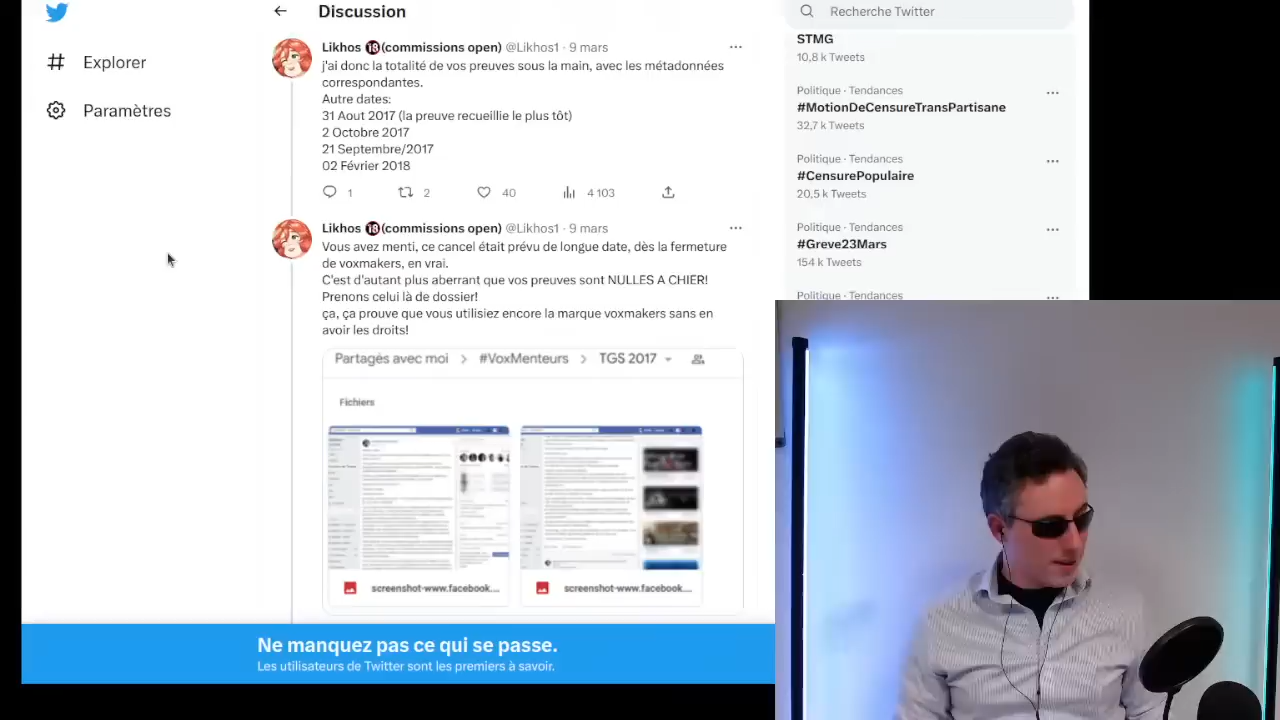 Discussion
Recherche Twitter
Explorer
Paramètres
Likhos 🔞(commissions open) @Likhos1 · 9 mars
j'ai donc la totalité de vos preuves sous la main, avec les métadonnées
correspondantes.
Autre dates:
31 Aout 2017 (la preuve recueillie le plus tôt)
2 Octobre 2017
21 Septembre/2017
02 Février 2018
1
2
40
4 103
Likhos 🔞(commissions open) @Likhos1 · 9 mars
Vous avez menti, ce cancel était prévu de longue date, dès la fermeture
de voxmakers, en vrai.
C'est d'autant plus aberrant que vos preuves sont NULLES A CHIER!
Prenons celui là de dossier!
ça, ça prouve que vous utilisiez encore la marque voxmakers sans en
avoir les droits!
Partagés avec moi > #VoxMenteurs > TGS 2017
Fichiers
screenshot-www.facebook....
screenshot-www.facebook....
STMG
10,8 k Tweets
Politique · Tendances
#MotionDeCensureTransPartisane
32,7 k Tweets
Politique · Tendances
#CensurePopulaire
20,5 k Tweets
Politique · Tendances
#Greve23Mars
154 k Tweets
Politique · Tendances
Ne manquez pas ce qui se passe.
Les utilisateurs de Twitter sont les premiers à savoir.